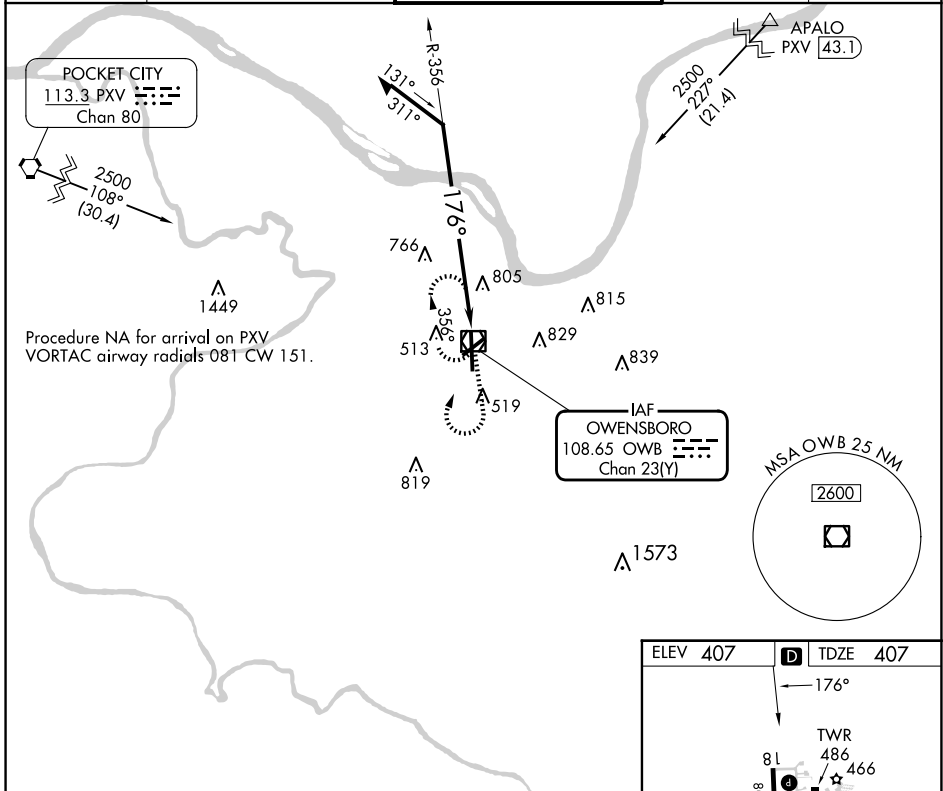 R-356
131°
311°
APALO
PXV 43.1
2500
227°
(21.4)
POCKET CITY
113.3 PXV
Chan 80
2500
108°
(30.4)
176°
766
805
1449
815
356°
513
829
839
Procedure NA for arrival on PXV
VORTAC airway radials 081 CW 151.
519
IAF
OWENSBORO
108.65 OWB
Chan 23(Y)
819
MSA OWB 25 NM
2600
1573
ELEV 407 D TDZE 407
176°
TWR
486
466
18
P